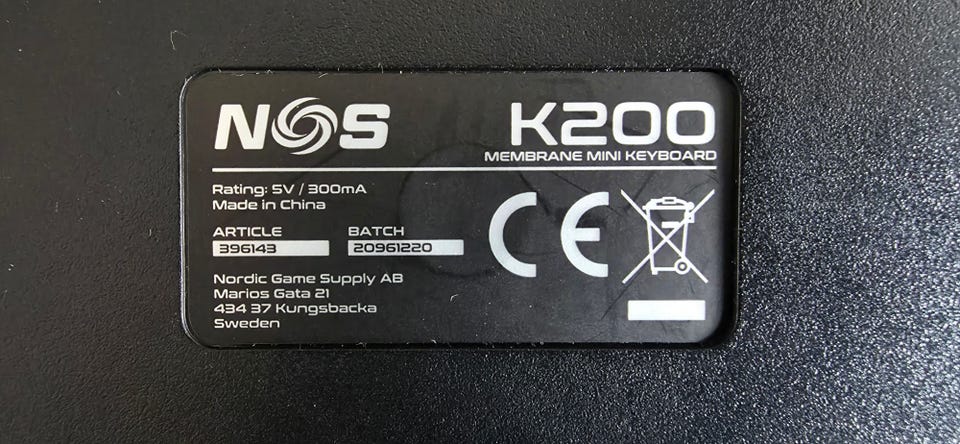 NOS
K200
MEMBRANE MINI KEYBOARD
Rating: 5V / 300mA
Made in China
ARTICLE BATCH
396143 20961220
Nordic Game Supply AB
Marios Gata 21
434 37 Kungsbacka
Sweden
CE